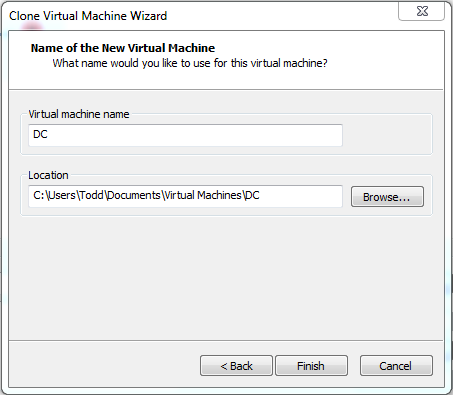 Clone Virtual Machine Wizard
Name of the New Virtual Machine
What name would you like to use for this virtual machine?
Virtual machine name
DC
Location
C:\Users\Todd\Documents\Virtual Machines\DC
Browse...
< Back
Finish
Cancel